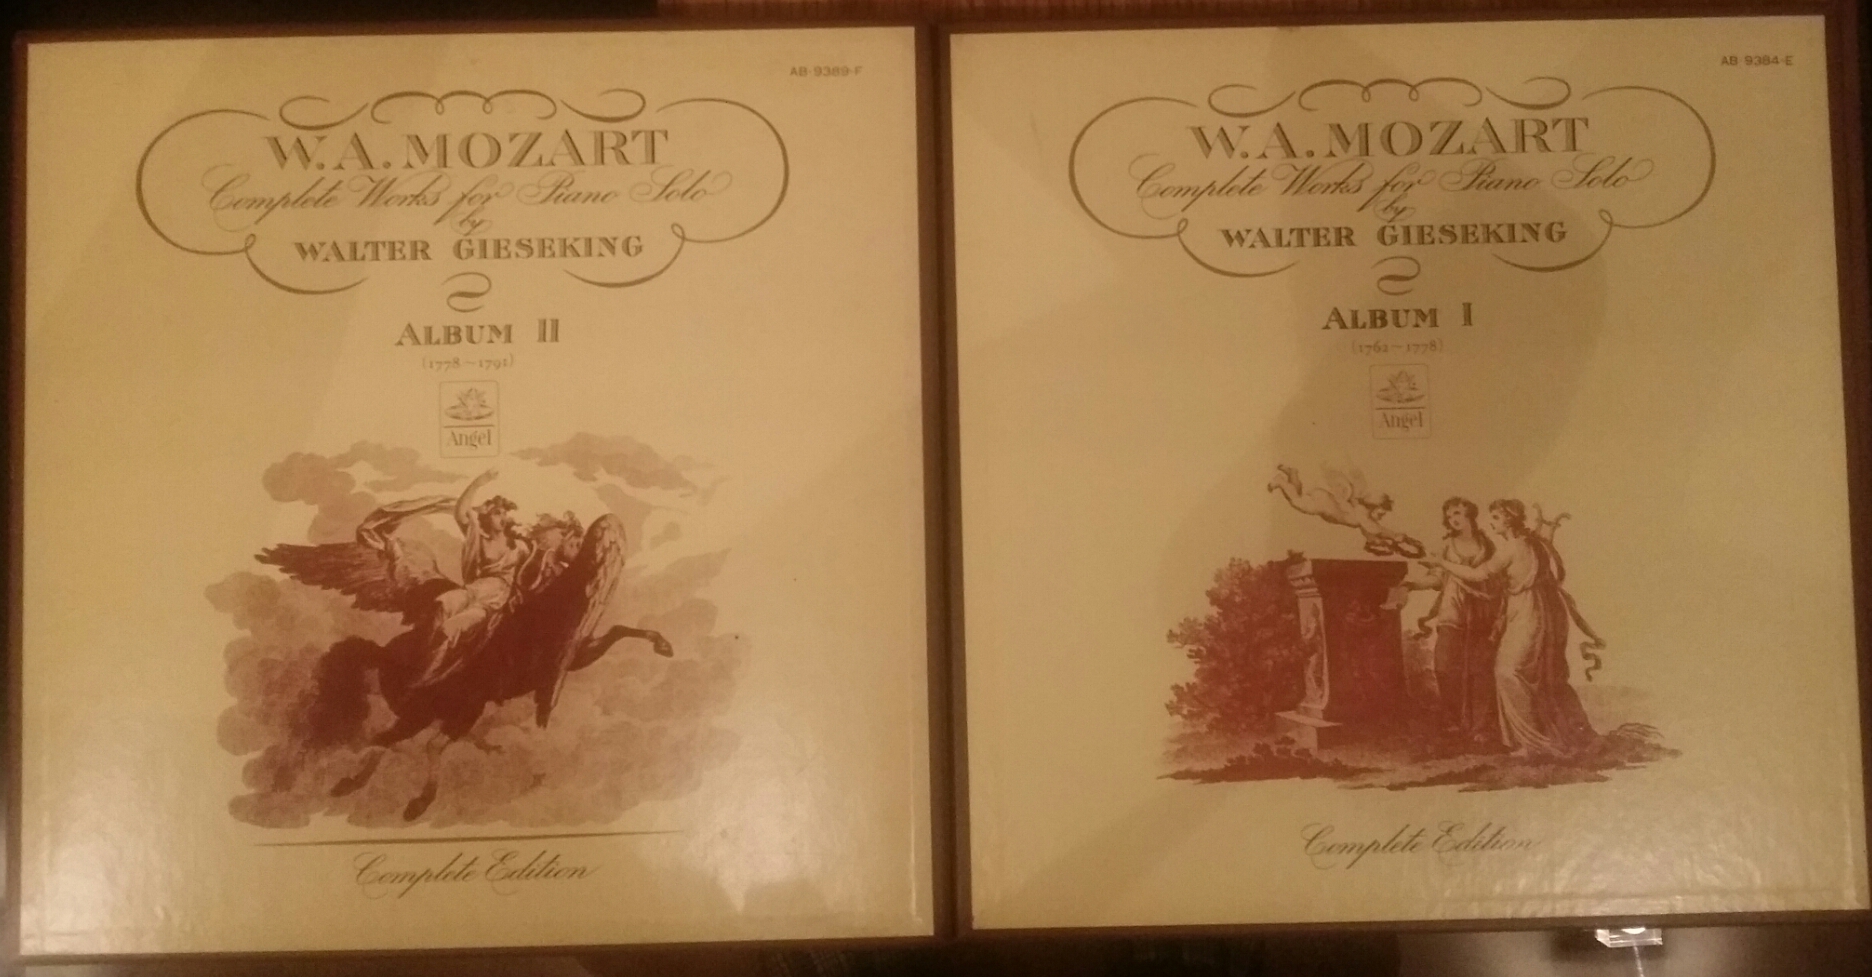 AB-9389-F
W.A.MOZART
Complete Works for Piano Solo
by
WALTER GIESEKING
ALBUM II
(1778~1791)
Angel
Complete Edition
AB 9384-E
W.A.MOZART
Complete Works for Piano Solo
by
WALTER GIESEKING
ALBUM I
(1762~1778)
Angel
Complete Edition